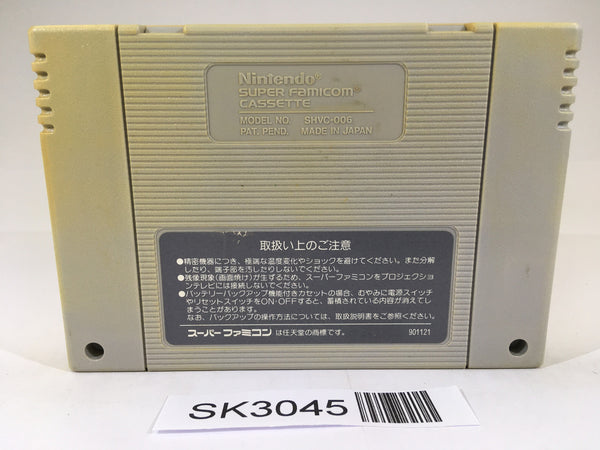 Nintendo®
SUPER FAMICOM®
CASSETTE
MODEL NO. SHVC-006
PAT. PEND. MADE IN JAPAN
取扱い上のご注意
●精密機器につき、極端な温度変化やショックを避けてください。また分解
したり、端子部を汚したりしないでください。
●残像現象(画面焼け)が生ずるため、スーパーファミコンをプロジェクショ
ンテレビには接続しないでください。
●バッテリーバックアップ機能付きカセットの場合、むやみに電源スイッチ
やリセットスイッチをON・OFFすると、蓄積されている内容が消えてし
まうことがあります。
なお、バックアップの操作方法については、取扱説明書をご参照ください。
スーパーファミコン は任天堂の商標です。 901121
SK3045